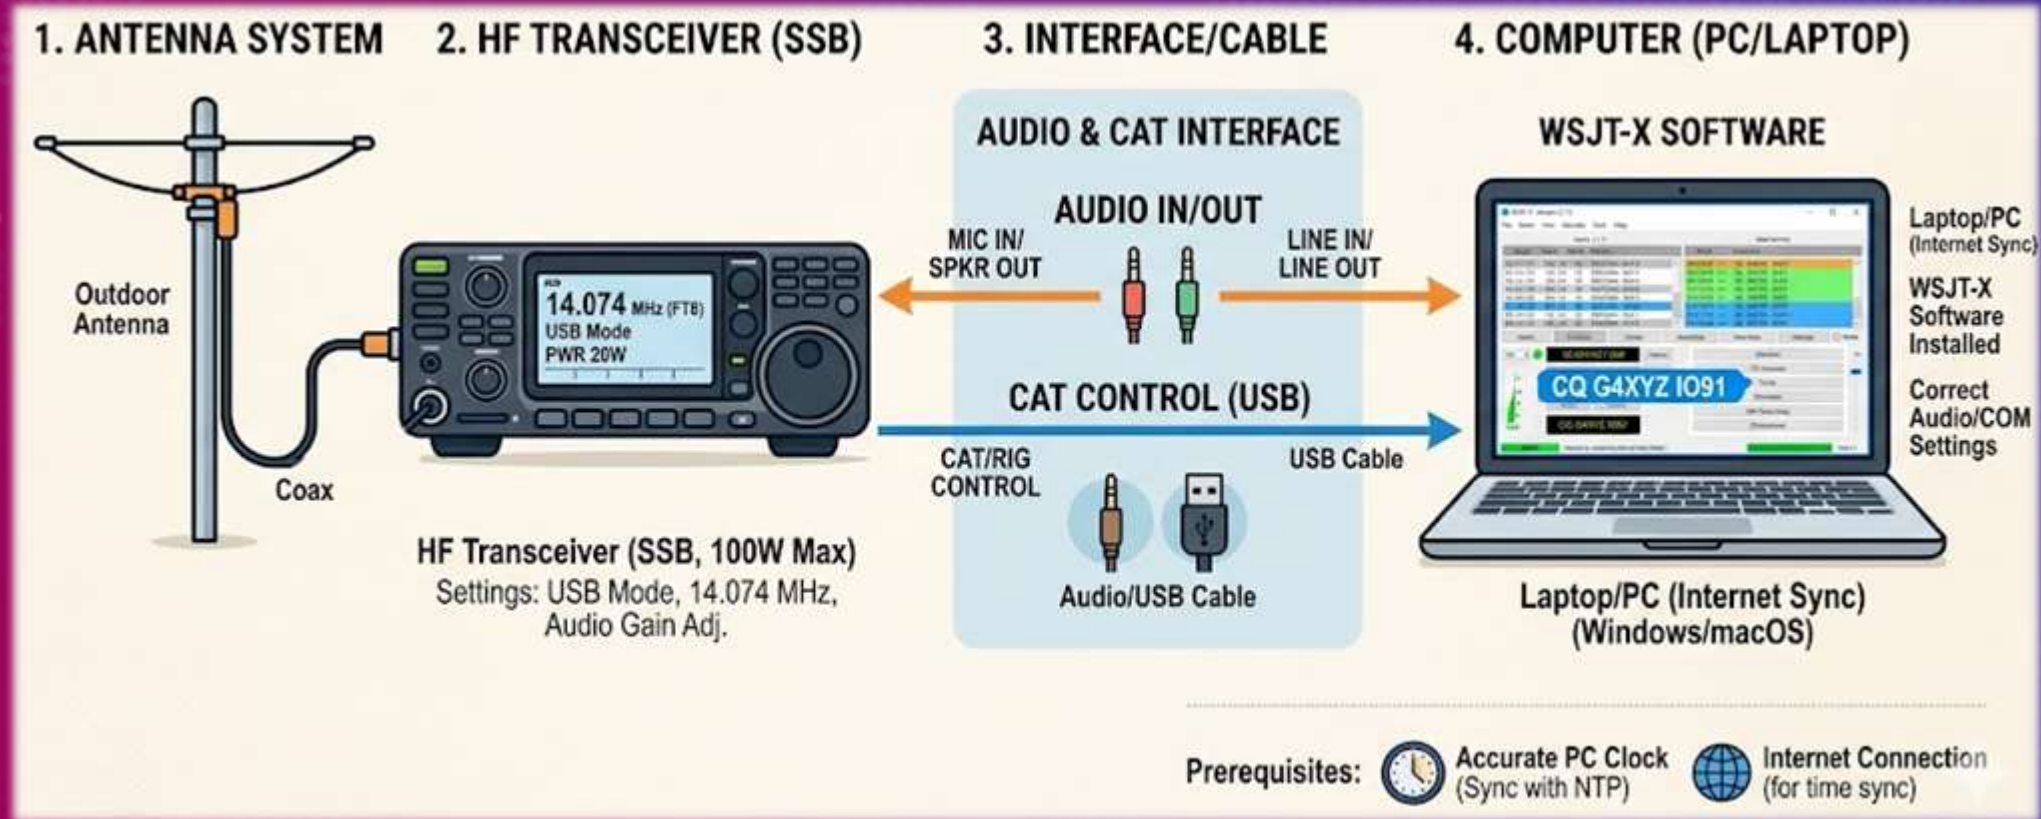 1. ANTENNA SYSTEM
2. HF TRANSCEIVER (SSB)
3. INTERFACE/CABLE
4. COMPUTER (PC/LAPTOP)
Outdoor
Antenna
Coax
14.074 MHz (FT8)
USB Mode
PWR 20W
HF Transceiver (SSB, 100W Max)
Settings: USB Mode, 14.074 MHz,
Audio Gain Adj.
AUDIO & CAT INTERFACE
AUDIO IN/OUT
MIC IN/
SPKR OUT
LINE IN/
LINE OUT
CAT CONTROL (USB)
CAT/RIG
CONTROL
USB Cable
Audio/USB Cable
WSJT-X SOFTWARE
CQ G4XYZ IO91
Laptop/PC
(Internet Sync)
WSJT-X
Software
Installed
Correct
Audio/COM
Settings
Laptop/PC (Internet Sync)
(Windows/macOS)
Prerequisites:
Accurate PC Clock
(Sync with NTP)
Internet Connection
(for time sync)